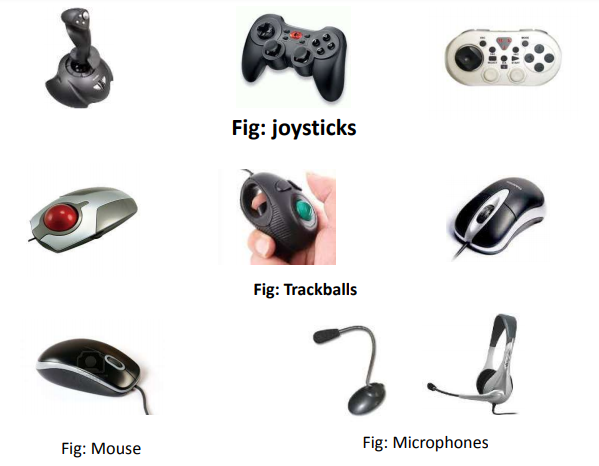 Fig: joysticks
Fig: Trackballs
Fig: Mouse
Fig: Microphones